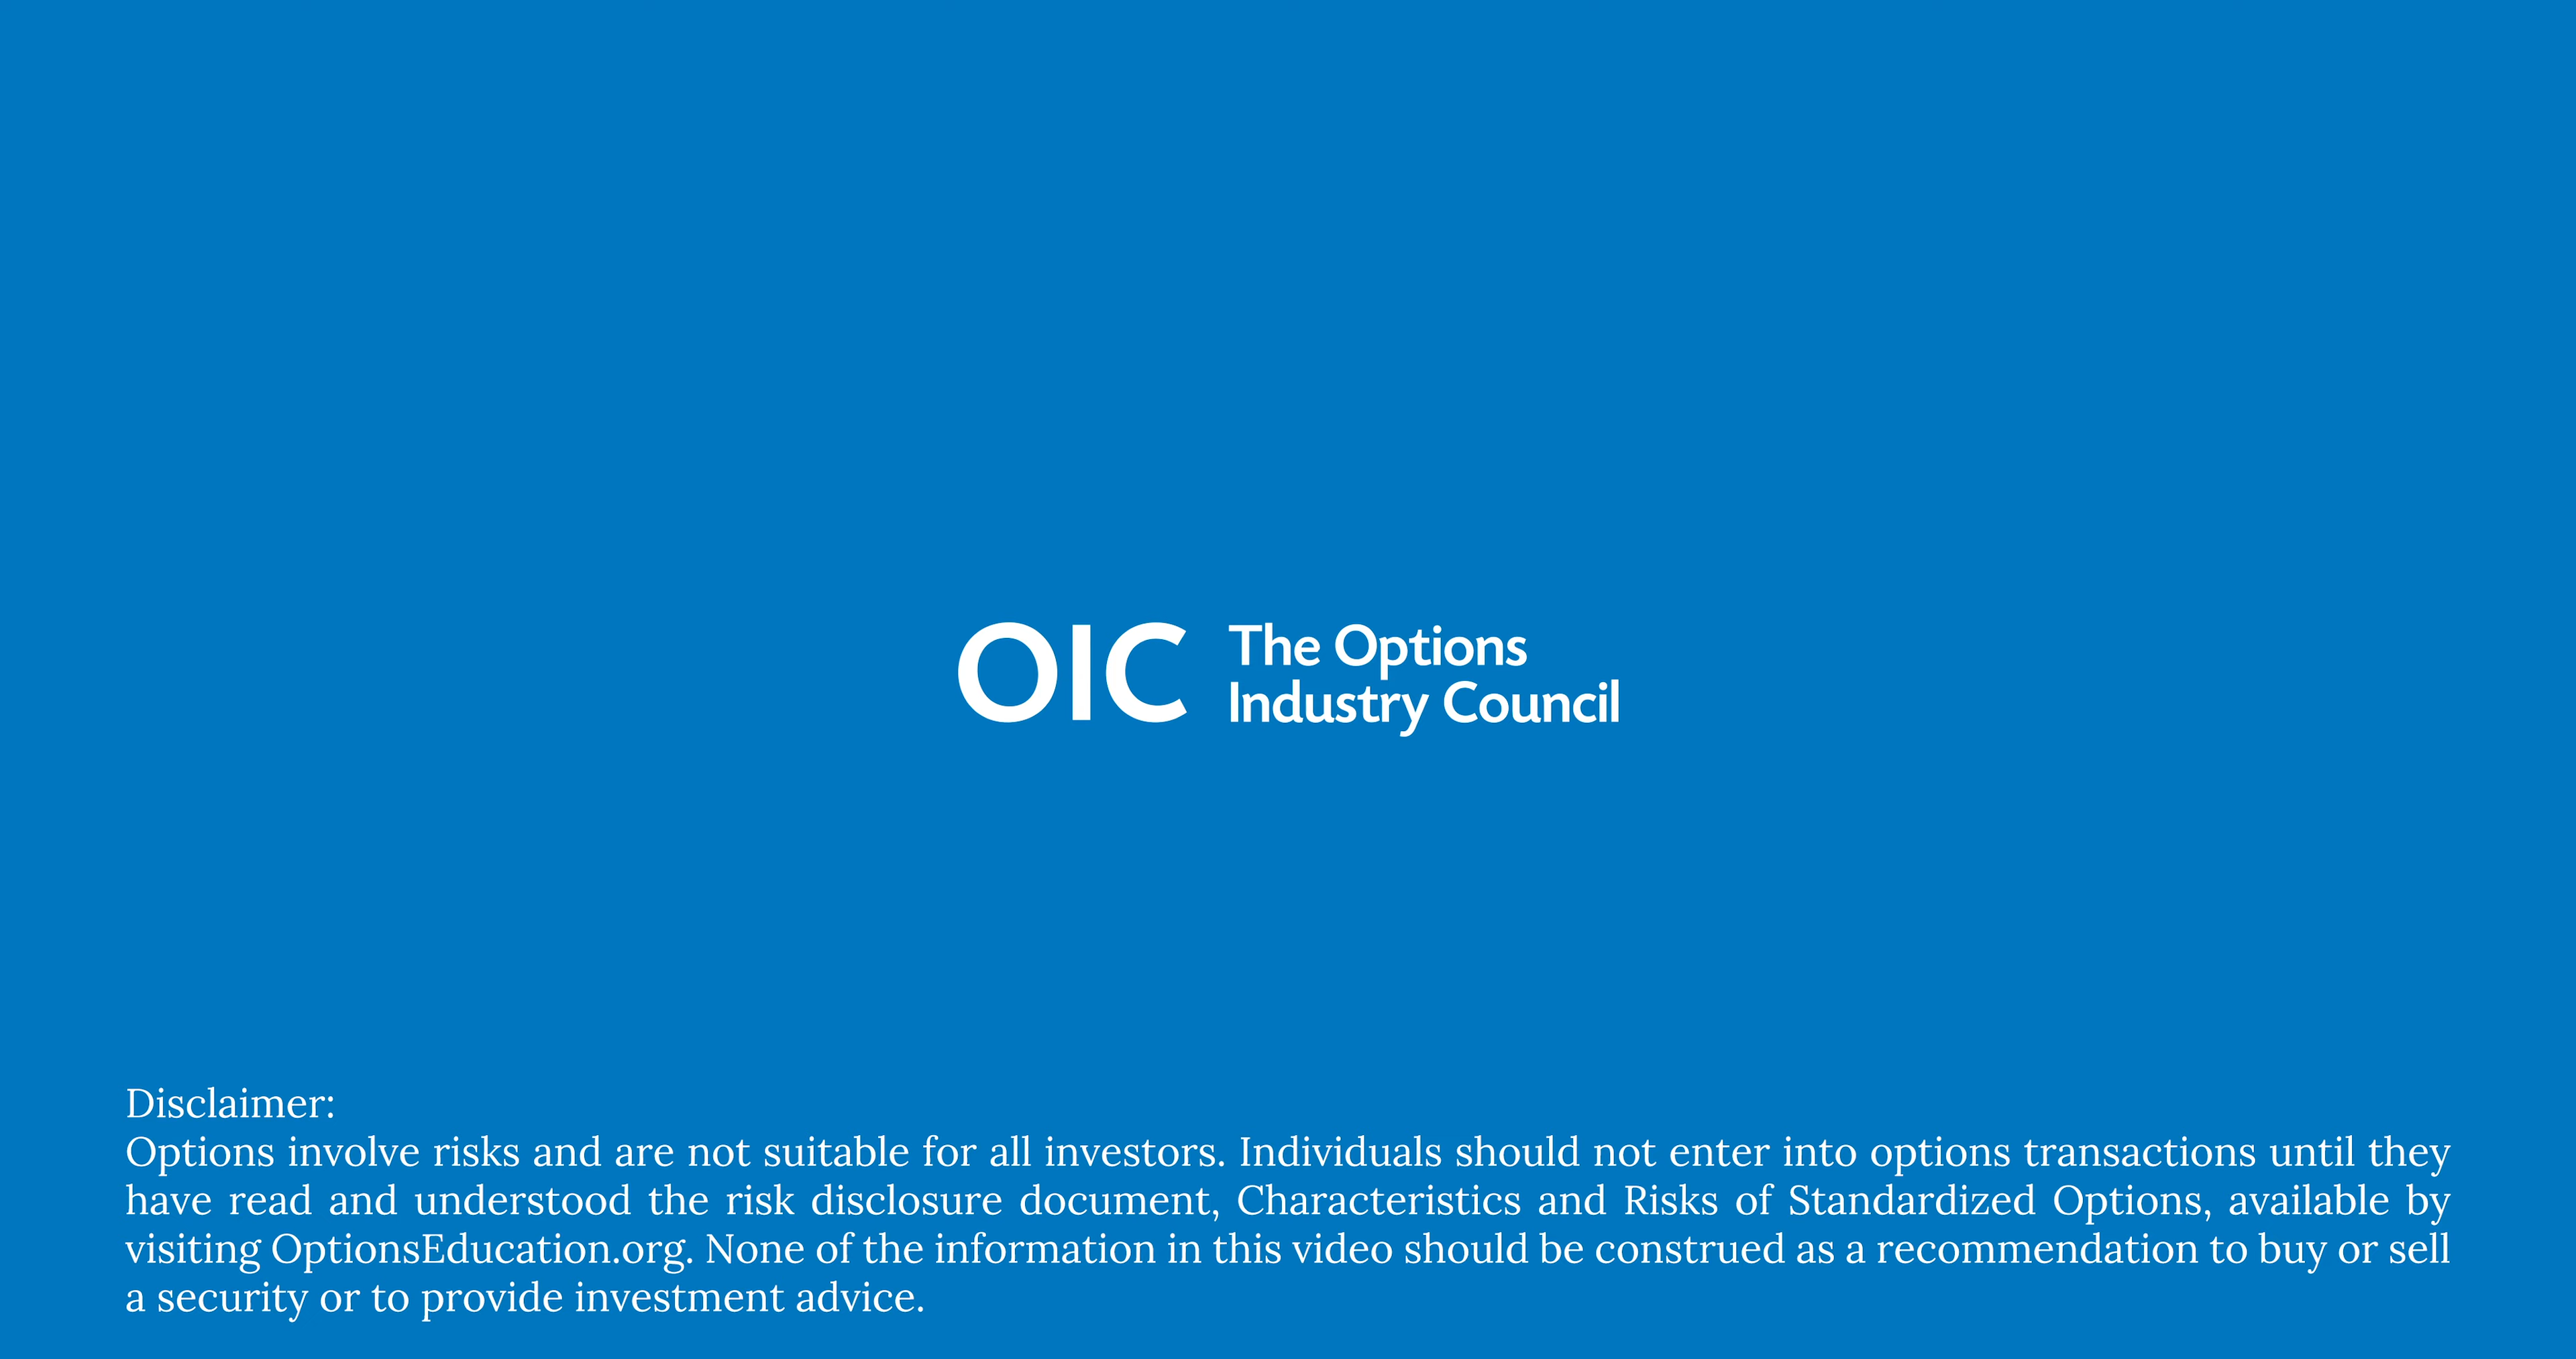 OIC
The Options
Industry Council
Disclaimer:
Options involve risks and are not suitable for all investors. Individuals should not enter into options transactions until they
have read and understood the risk disclosure document, Characteristics and Risks of Standardized Options, available by
visiting OptionsEducation.org. None of the information in this video should be construed as a recommendation to buy or sell
a security or to provide investment advice.